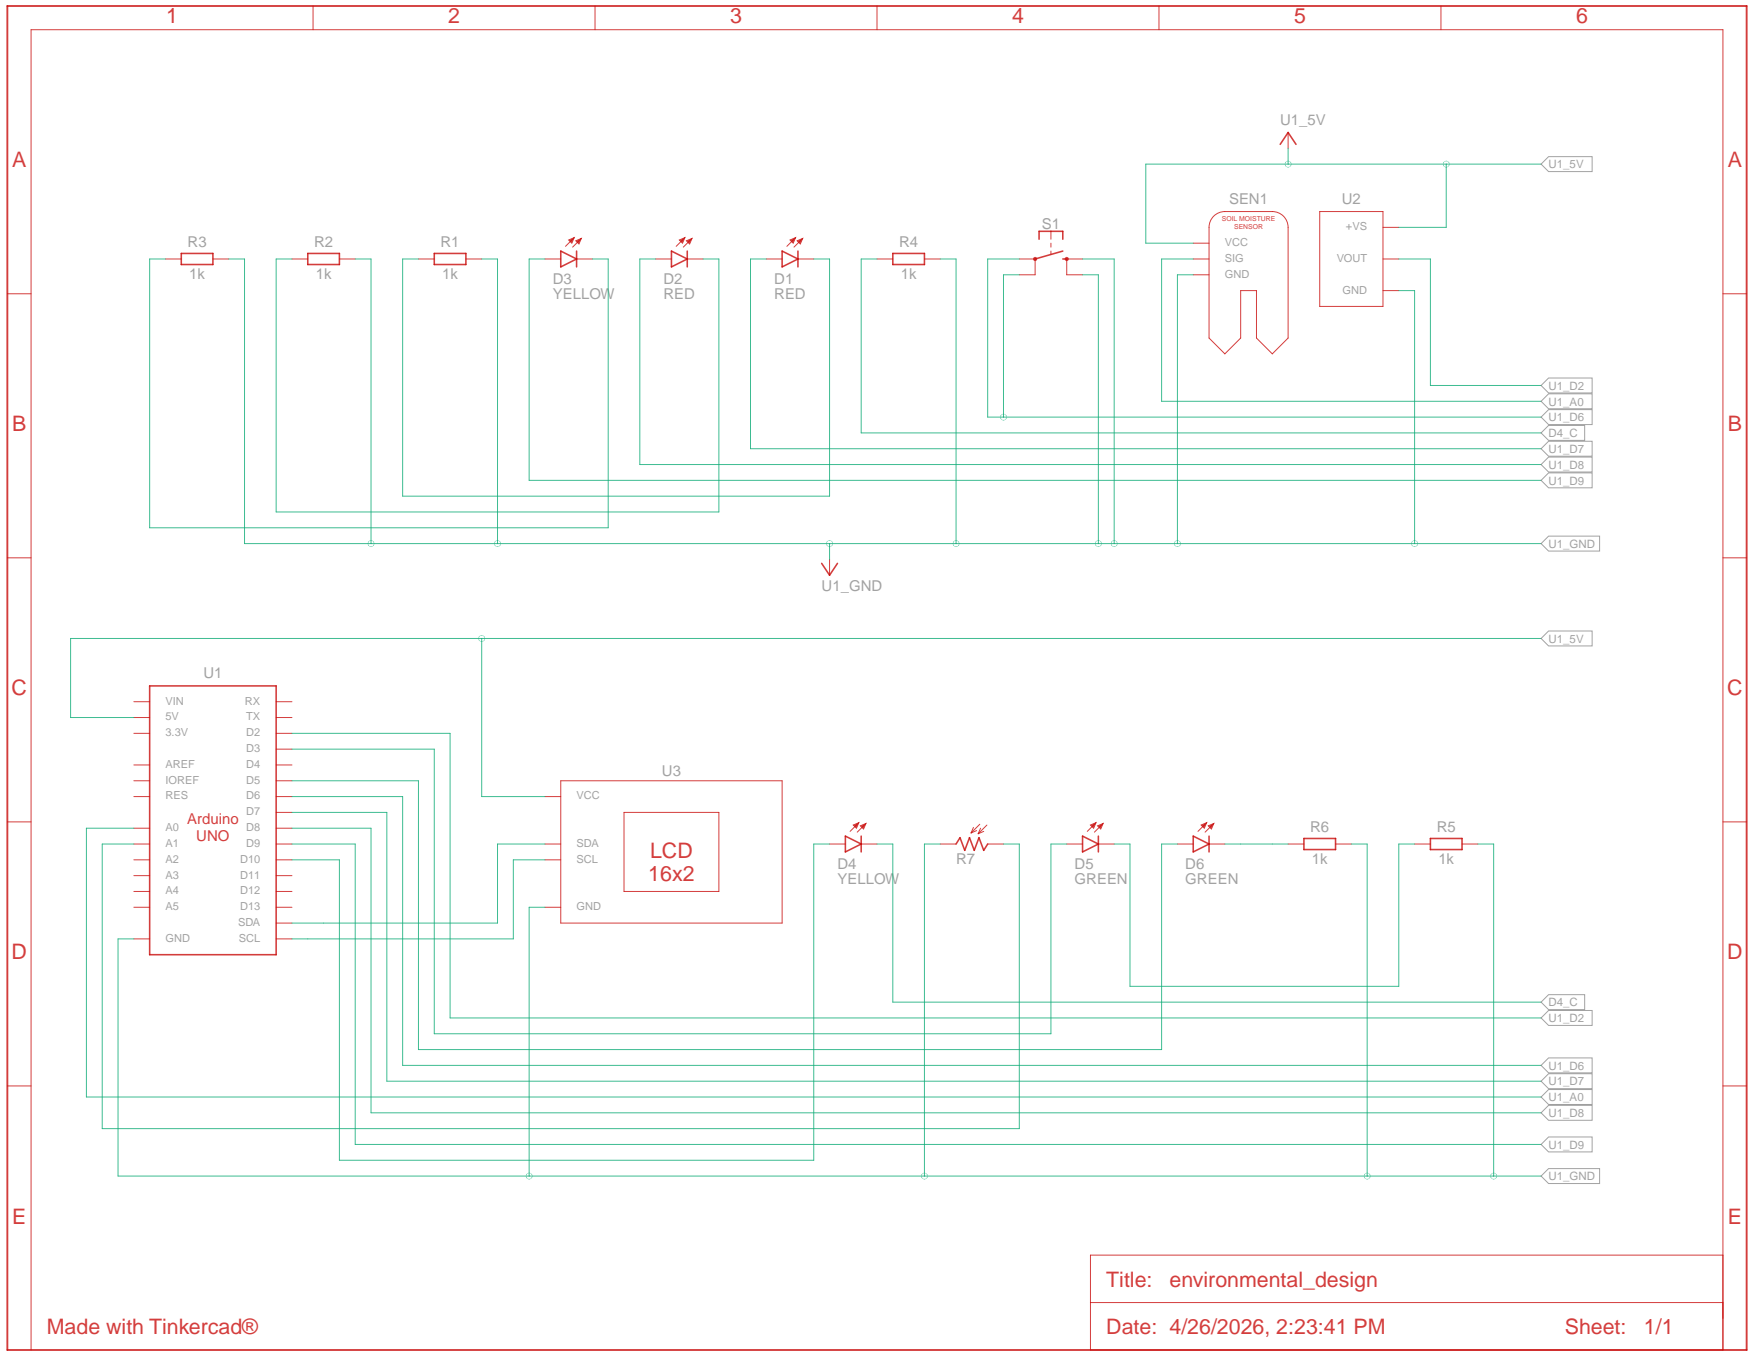 1 2 3 4 5 6
A A
U1_5V
U1_5V
SEN1 U2
SOIL MOISTURE
SENSOR
VCC
SIG
GND
+VS
VOUT
GND
R3
1k
R2
1k
R1
1k
D3
YELLOW
D2
RED
D1
RED
R4
1k
S1
B B
U1_D2
U1_A0
U1_D6
D4_C
U1_D7
U1_D8
U1_D9
U1_GND
U1_GND
U1_5V
C C
U1
VIN RX
5V TX
3.3V D2
D3
AREF D4
IOREF D5
RES D6
D7
Arduino
UNO
A0 D8
A1 D9
A2 D10
A3 D11
A4 D12
A5 D13
SDA
GND SCL
U3
VCC
SDA
SCL
GND
LCD
16x2
D4
YELLOW
R7
D5
GREEN
D6
GREEN
R6
1k
R5
1k
D D
D4_C
U1_D2
U1_D6
U1_D7
U1_A0
U1_D8
U1_D9
U1_GND
E E
Title: environmental_design
Date: 4/26/2026, 2:23:41 PM Sheet: 1/1
Made with Tinkercad®